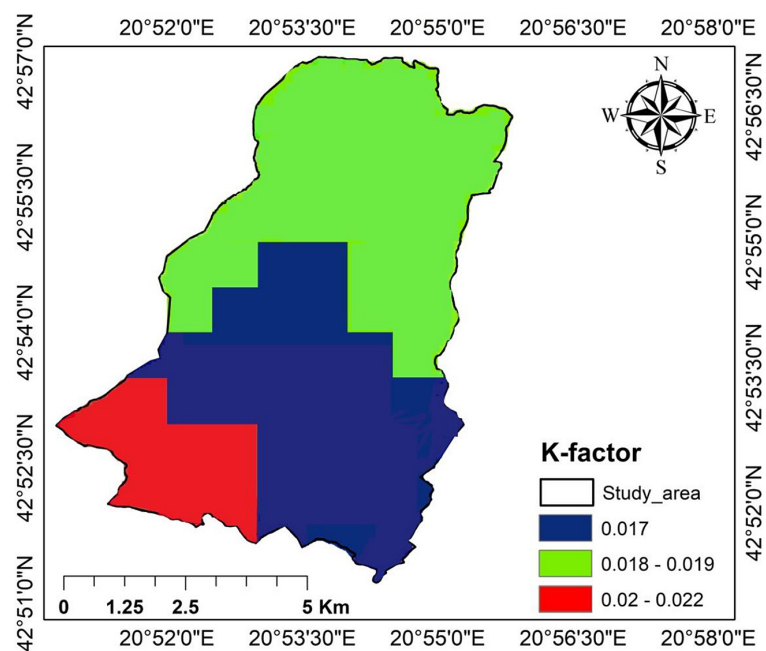 20°52'0"E 20°53'30"E 20°55'0"E 20°56'30"E 20°58'0"E
42°57'0"N
42°55'30"N
42°54'0"N
42°52'30"N
42°51'0"N
N
W E
S
42°56'30"N
42°55'0"N
42°53'30"N
42°52'0"N
K-factor
Study_area
0.017
0.018 - 0.019
0.02 - 0.022
0 1.25 2.5 5 Km
20°52'0"E 20°53'30"E 20°55'0"E 20°56'30"E 20°58'0"E